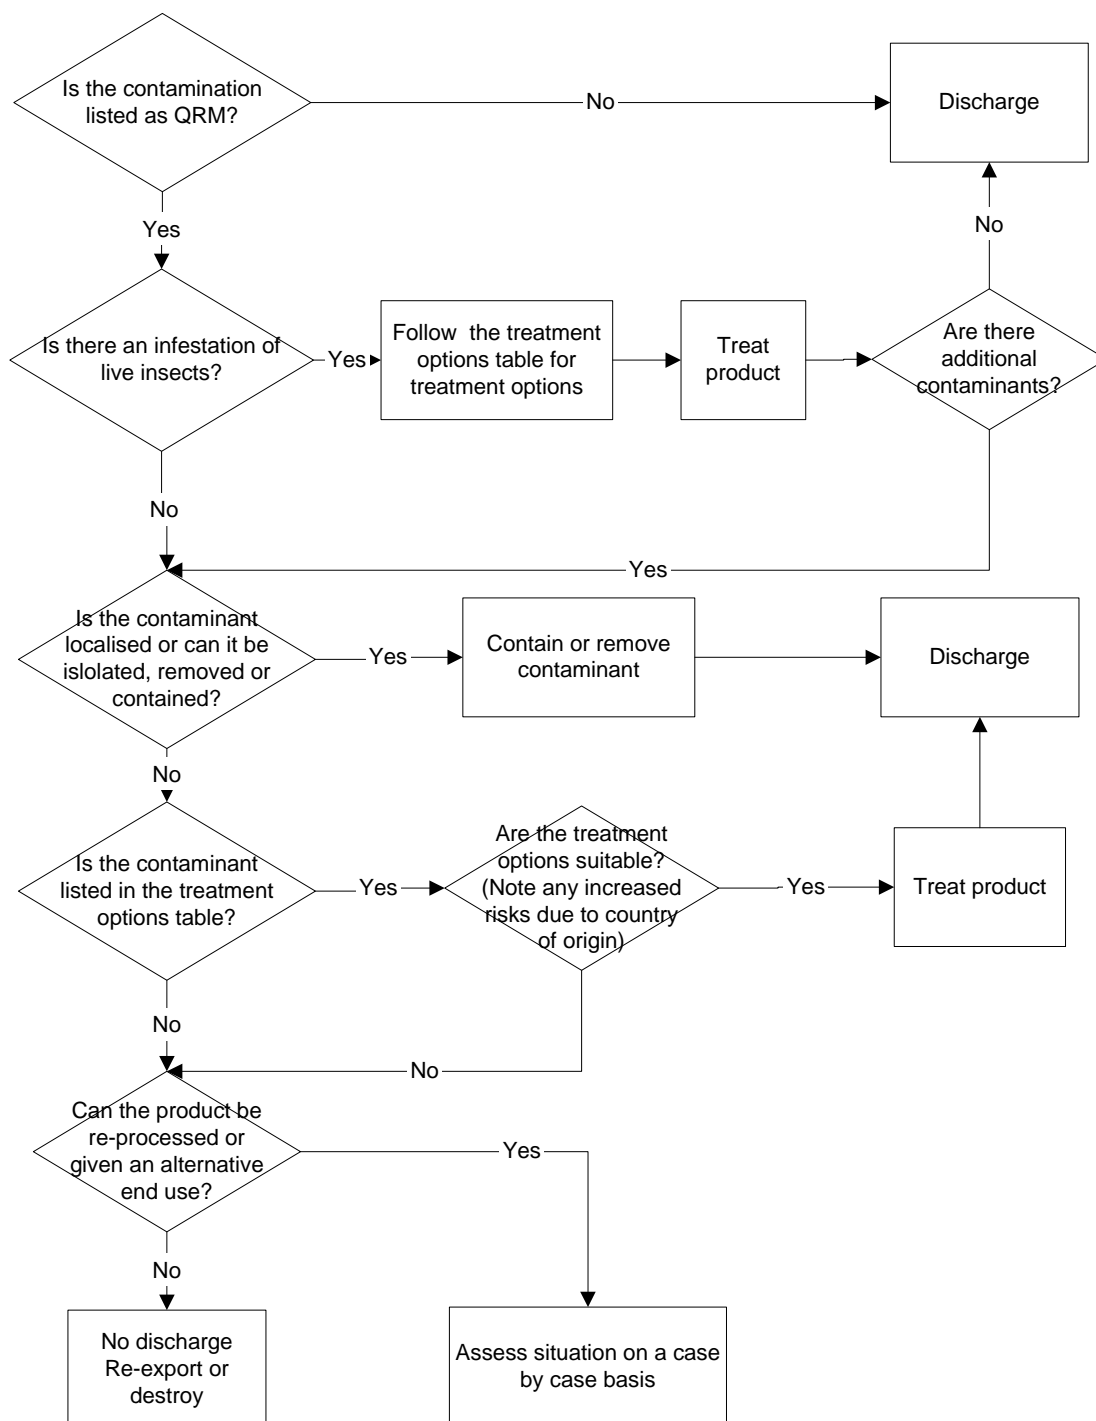 Is the contamination
listed as QRM?
No
Discharge
Yes
No
Is there an infestation of
live insects?
Yes
Follow the treatment
options table for
treatment options
Treat
product
Are there
additional
contaminants?
No
Yes
Is the contaminant
localised or can it be
islolated, removed or
contained?
Yes
Contain or remove
contaminant
Discharge
No
Is the contaminant
listed in the treatment
options table?
Yes
Are the treatment
options suitable?
(Note any increased
risks due to country
of origin)
Yes
Treat product
No
No
Can the product be
re-processed or
given an alternative
end use?
Yes
No
No discharge
Re-export or
destroy
Assess situation on a case
by case basis